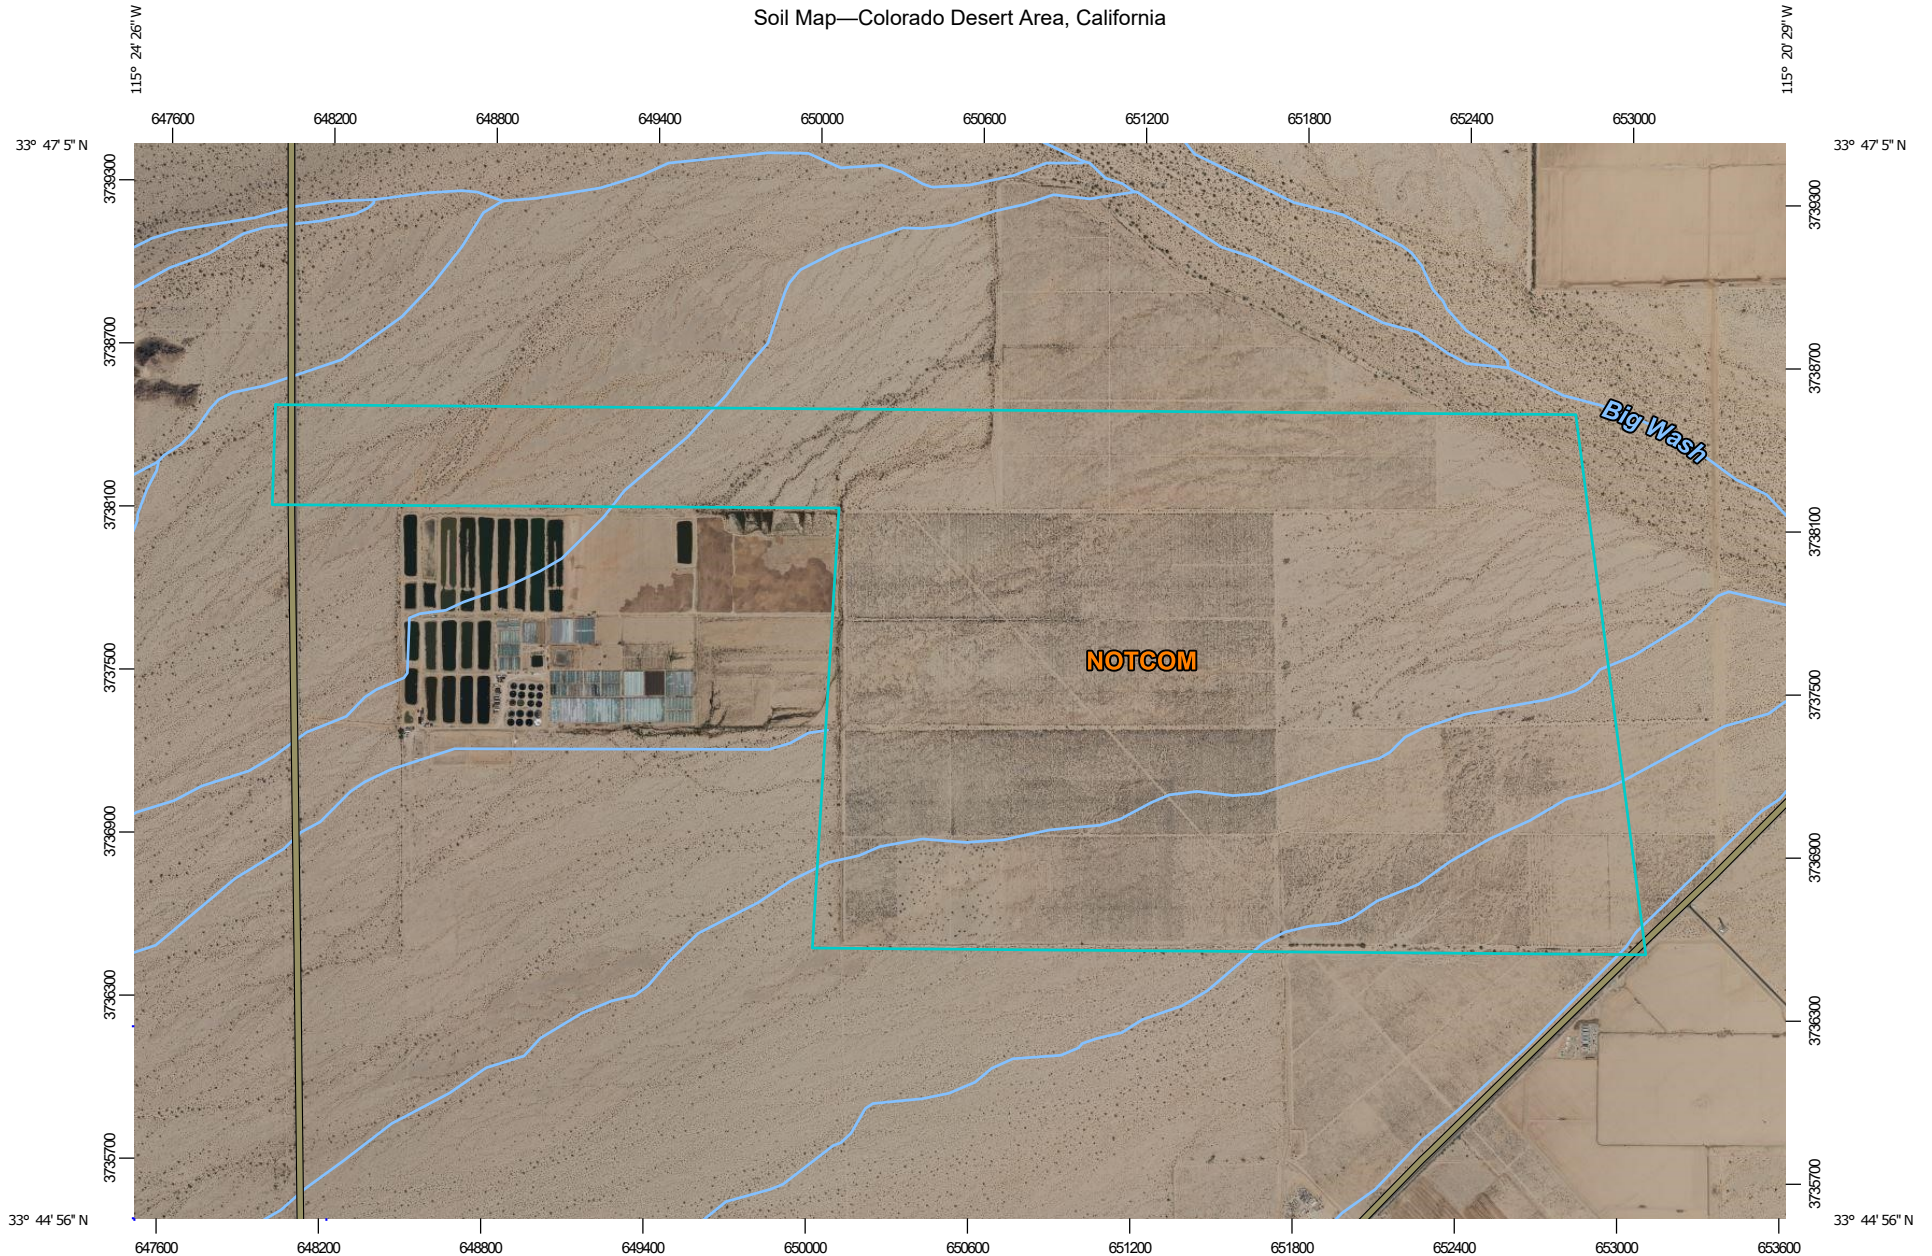 Soil Map—Colorado Desert Area, California
115° 24' 26'' W
115° 20' 29'' W
647600 648200 648800 649400 650000 650600 651200 651800 652400 653000
33° 47' 5'' N
33° 47' 5'' N
3739300
3739300
3738700
3738700
Big Wash
3738100
3738100
NOTCOM
3737500
3737500
3736900
3736900
3736300
3736300
3735700
3735700
33° 44' 56'' N
33° 44' 56'' N
647600 648200 648800 649400 650000 650600 651200 651800 652400 653000 653600